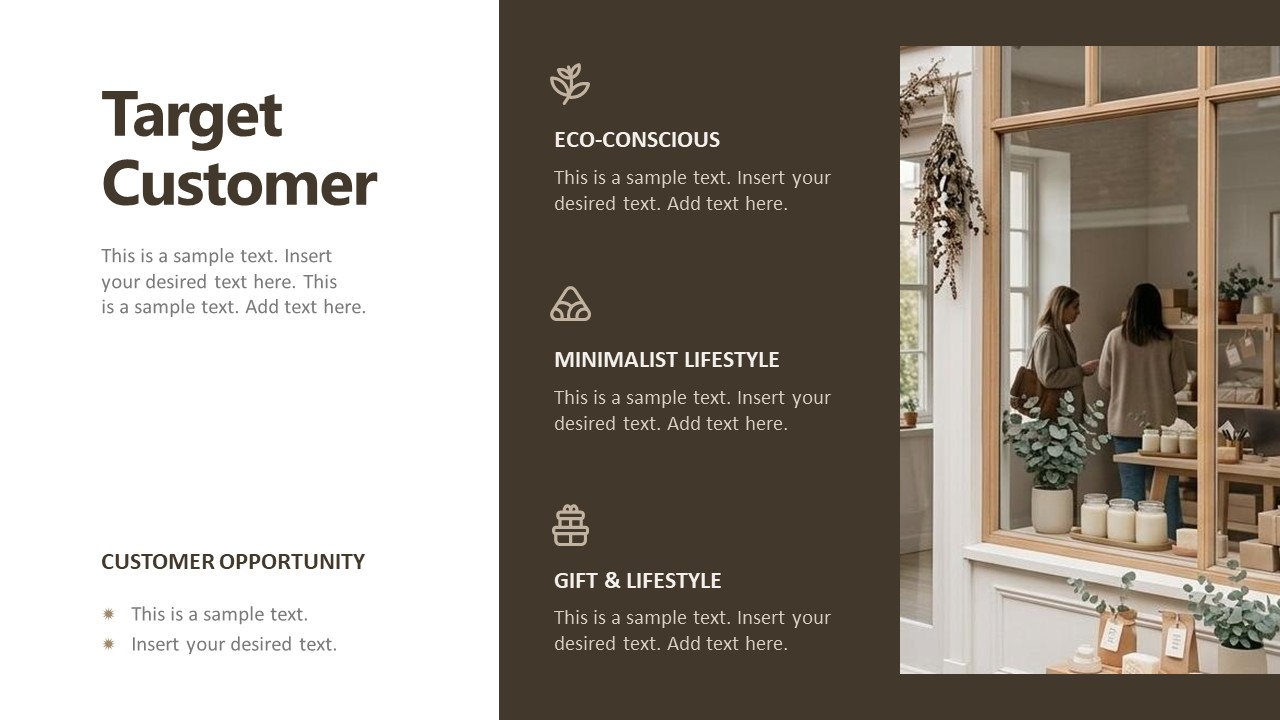 Target
Customer
This is a sample text. Insert
your desired text here. This
is a sample text. Add text here.
CUSTOMER OPPORTUNITY
This is a sample text.
Insert your desired text.
ECO-CONSCIOUS
This is a sample text. Insert your
desired text. Add text here.
MINIMALIST LIFESTYLE
This is a sample text. Insert your
desired text. Add text here.
GIFT & LIFESTYLE
This is a sample text. Insert your
desired text. Add text here.